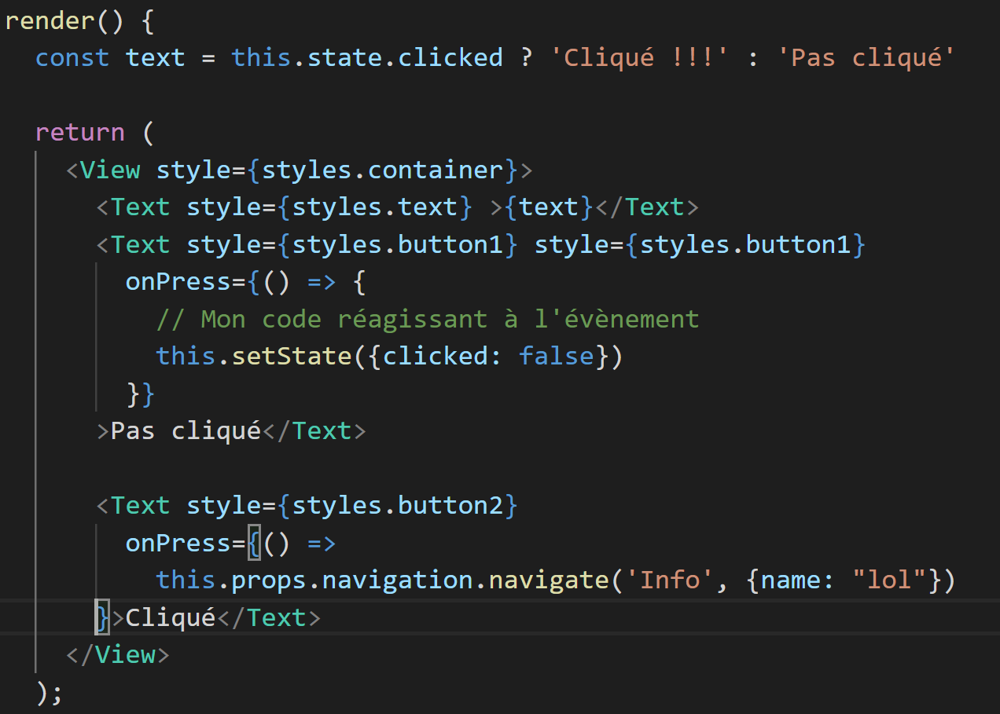 render() {
  const text = this.state.clicked ? 'Cliqué !!!' : 'Pas cliqué'

  return (
    <View style={styles.container}>
      <Text style={styles.text} >{text}</Text>
      <Text style={styles.button1} style={styles.button1}
        onPress={() => {
          // Mon code réagissant à l'évènement
          this.setState({clicked: false})
        }}
      >Pas cliqué</Text>

      <Text style={styles.button2}
        onPress={() =>
          this.props.navigation.navigate('Info', {name: "lol"})
      }>Cliqué</Text>
    </View>
  );